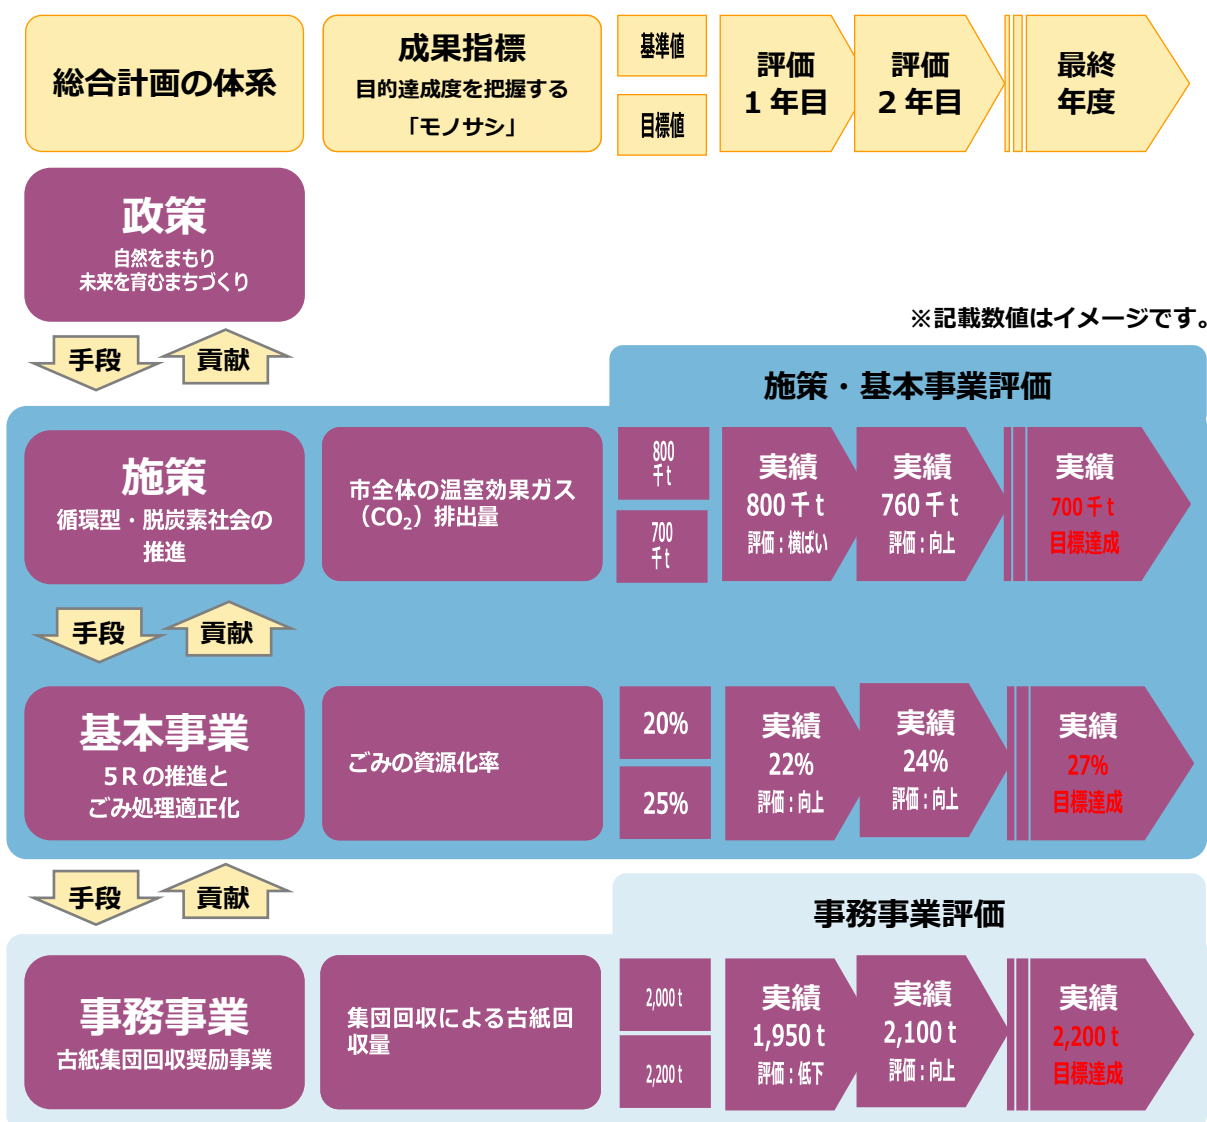 総合計画の体系
成果指標
目的達成度を把握する
「モノサシ」
基準値
目標値
評価
1年目
評価
2年目
最終
年度
政策
自然をまもり
未来を育むまちづくり
※記載数値はイメージです。
手段
貢献
施策・基本事業評価
施策
循環型・脱炭素社会の
推進
市全体の温室効果ガス
（CO₂）排出量
800
千t
700
千t
実績
800千t
評価：横ばい
実績
760千t
評価：向上
実績
700千t
目標達成
手段
貢献
基本事業
5Rの推進と
ごみ処理適正化
ごみの資源化率
20%
25%
実績
22%
評価：向上
実績
24%
評価：向上
実績
27%
目標達成
手段
貢献
事務事業評価
事務事業
古紙集団回収奨励事業
集団回収による古紙回
収量
2,000 t
2,200 t
実績
1,950 t
評価：低下
実績
2,100 t
評価：向上
実績
2,200 t
目標達成